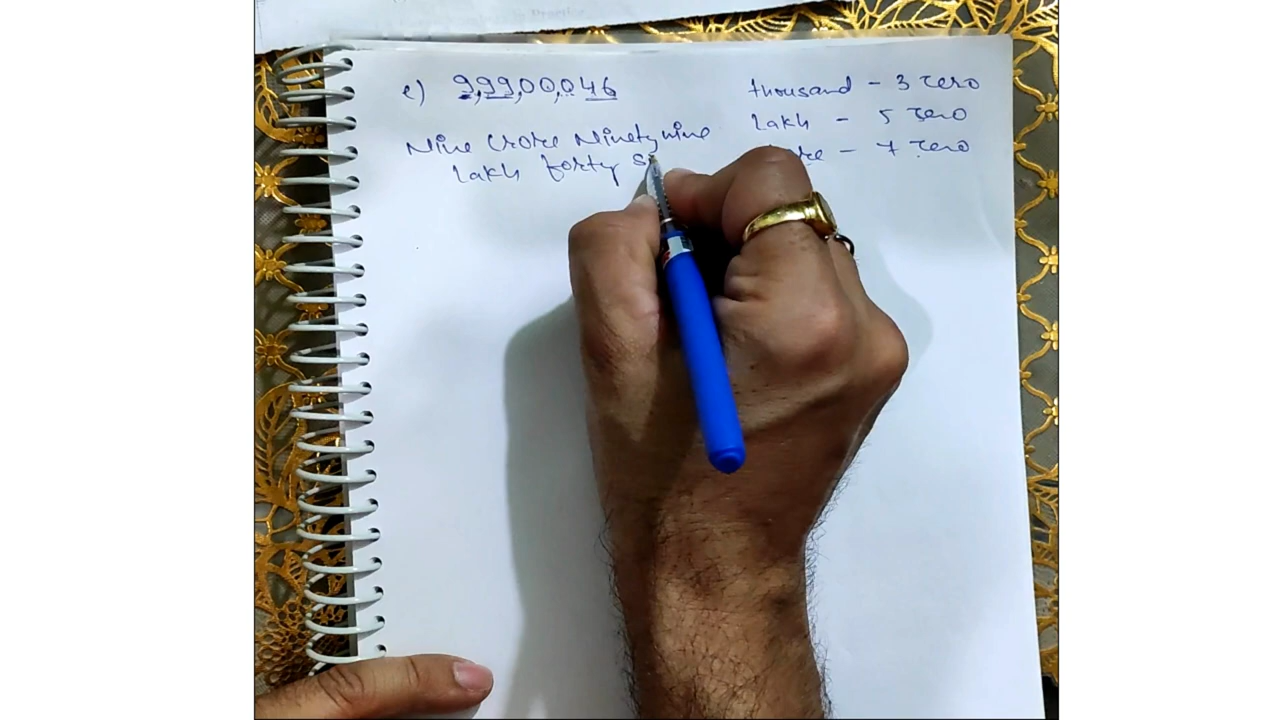 e) 9,99,00,046
Nine Crore Ninety nine
Lakh forty s
thousand - 3 zero
Lakh - 5 zero
- 7 zero